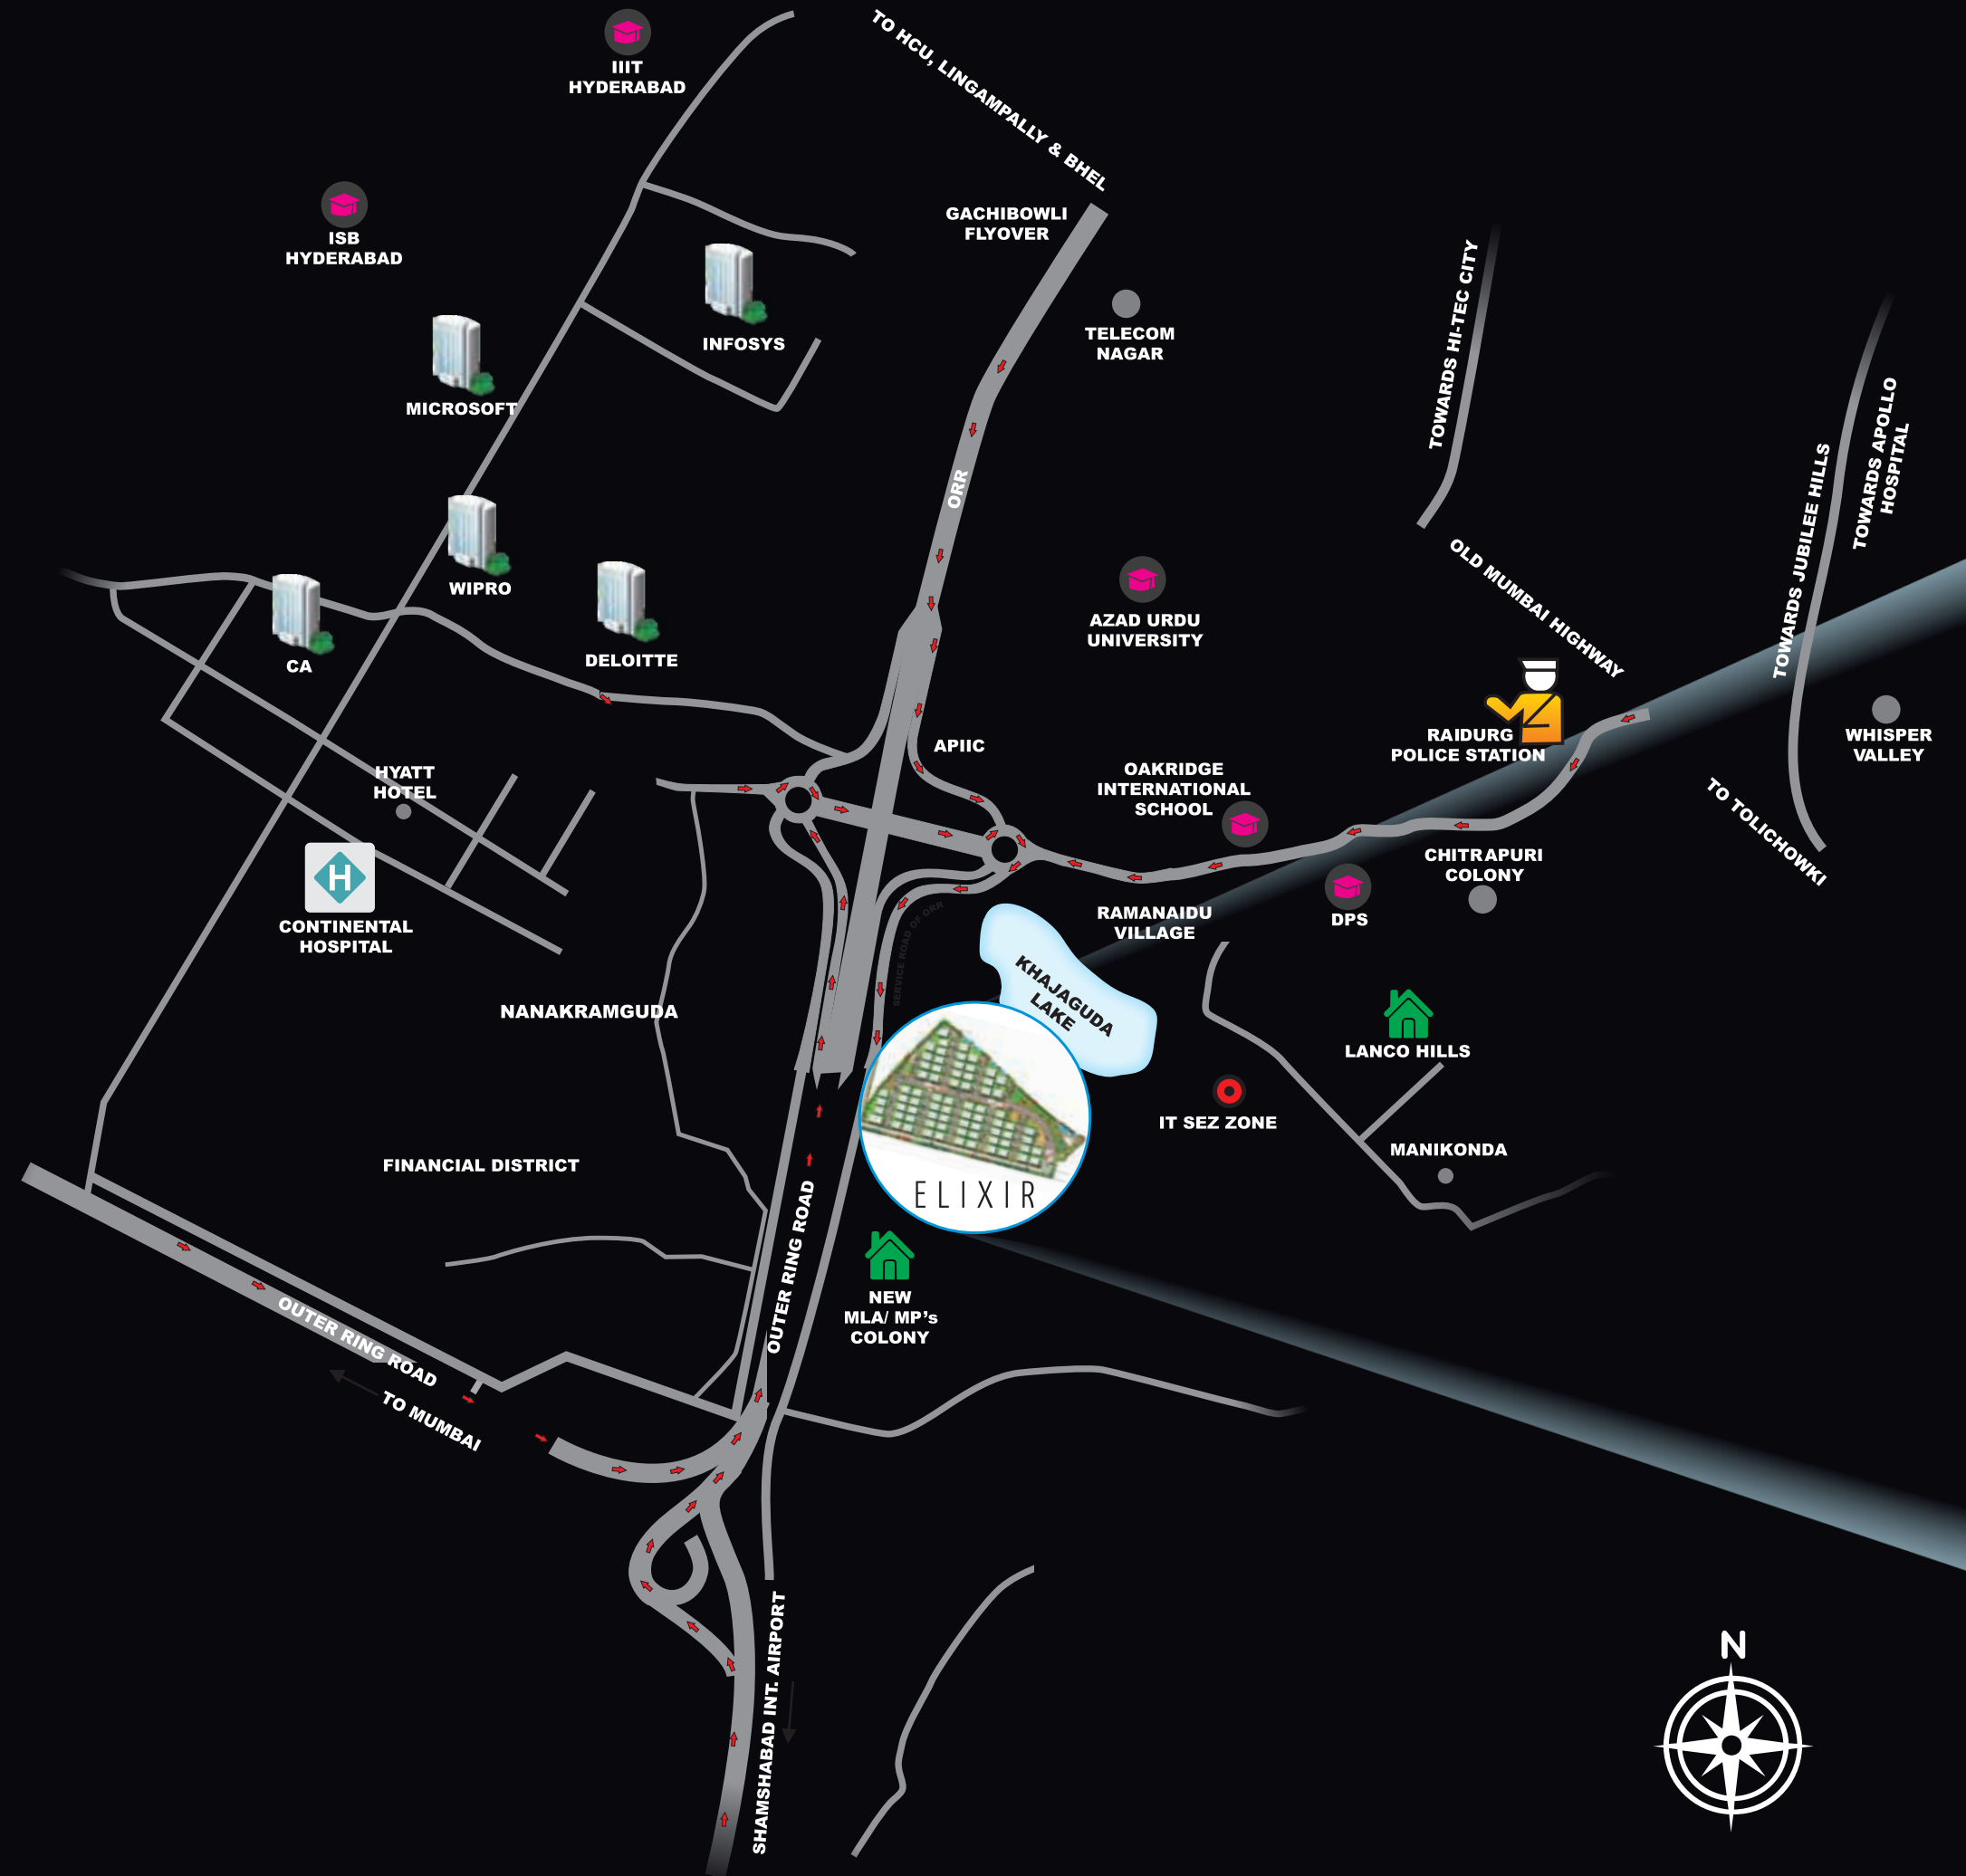 IIIT
HYDERABAD
TO HCU, LINGAMPALLY & BHEL
ISB
HYDERABAD
GACHIBOWLI
FLYOVER
INFOSYS
TELECOM
NAGAR
MICROSOFT
TOWARDS HI-TEC CITY
ORR
TOWARDS APOLLO
HOSPITAL
TOWARDS JUBILEE HILLS
OLD MUMBAI HIGHWAY
WIPRO
CA
DELOITTE
AZAD URDU
UNIVERSITY
RAIDURG
POLICE STATION
WHISPER
VALLEY
APIIC
HYATT
HOTEL
OAKRIDGE
INTERNATIONAL
SCHOOL
TO TOLICHOWKI
CHITRAPURI
COLONY
CONTINENTAL
HOSPITAL
H
SERVICE ROAD OF ORR
RAMANAIDU
VILLAGE
DPS
KHAJAGUDA
LAKE
NANAKRAMGUDA
LANCO HILLS
IT SEZ ZONE
MANIKONDA
FINANCIAL DISTRICT
ELIXIR
OUTER RING ROAD
NEW
MLA/ MP's
COLONY
OUTER RING ROAD
TO MUMBAI
SHAMSHABAD INT. AIRPORT
N